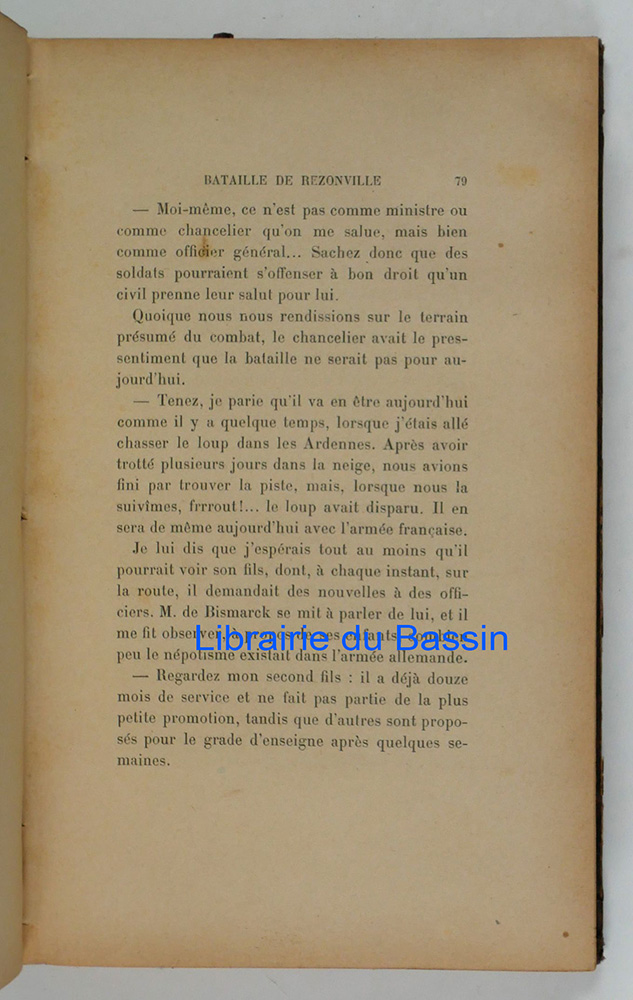 BATAILLE DE REZONVILLE 79
— Moi-même, ce n'est pas comme ministre ou
comme chancelier qu'on me salue, mais bien
comme officier général... Sachez donc que des
soldats pourraient s'offenser à bon droit qu'un
civil prenne leur salut pour lui.
Quoique nous nous rendissions sur le terrain
présumé du combat, le chancelier avait le pres-
sentiment que la bataille ne serait pas pour au-
jourd'hui.
— Tenez, je parie qu'il va en être aujourd'hui
comme il y a quelque temps, lorsque j'étais allé
chasser le loup dans les Ardennes. Après avoir
trotté plusieurs jours dans la neige, nous avions
fini par trouver la piste, mais, lorsque nous la
suivîmes, frrrout!... le loup avait disparu. Il en
sera de même aujourd'hui avec l'armée française.
Je lui dis que j'espérais tout au moins qu'il
pourrait voir son fils, dont, à chaque instant, sur
la route, il demandait des nouvelles à des offi-
ciers. M. de Bismarck se mit à parler de lui, et il
me fit observer, à propos de ses enfants, combien
Librairie du Bassin
peu le népotisme existait dans l'armée allemande.
— Regardez mon second fils : il a déjà douze
mois de service et ne fait pas partie de la plus
petite promotion, tandis que d'autres sont propo-
sés pour le grade d'enseigne après quelques se-
maines.